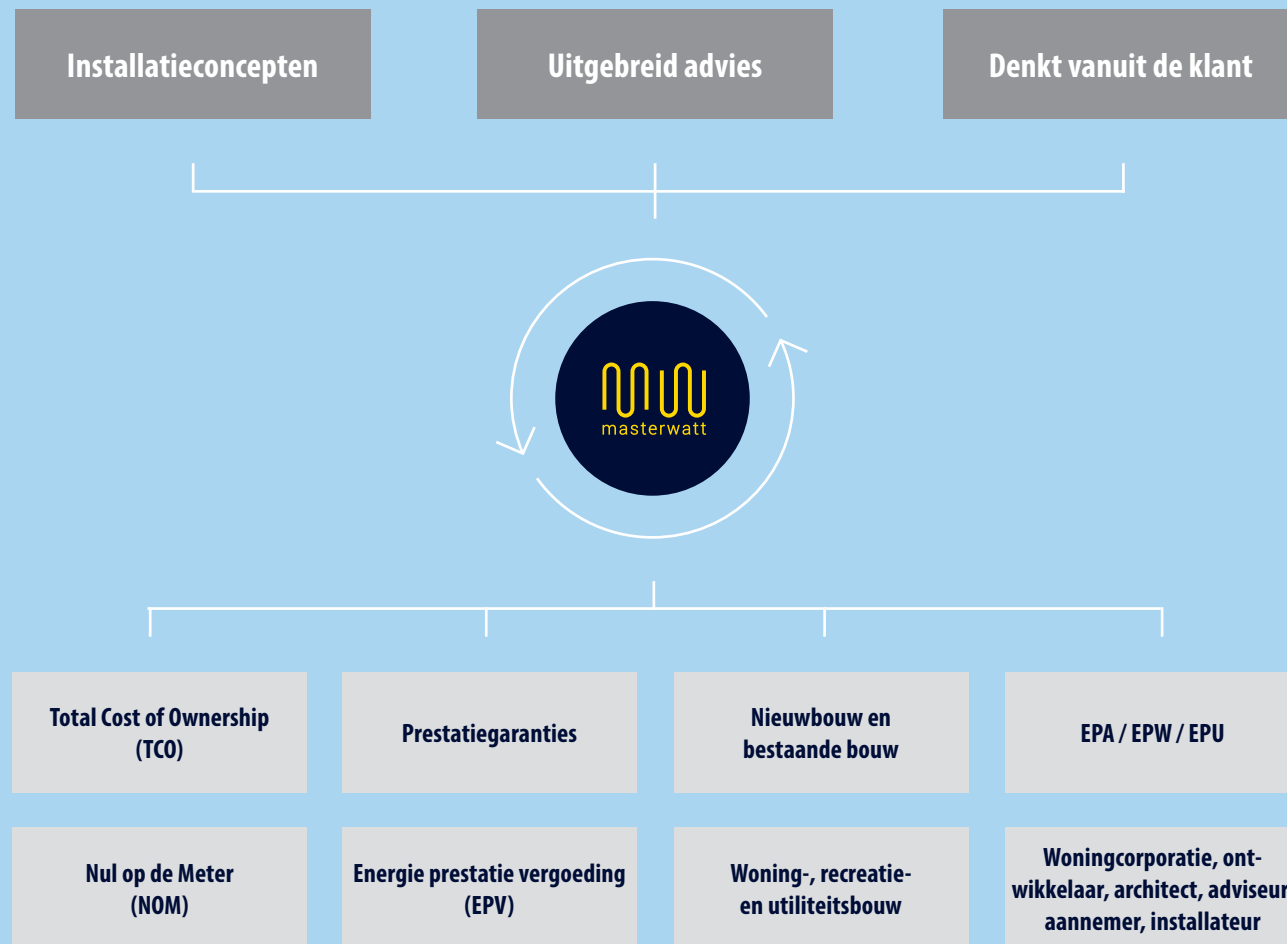 Installatieconcepten
Uitgebreid advies
Denkt vanuit de klant
masterwatt
Total Cost of Ownership
(TCO)
Prestatiegaranties
Nieuwbouw en
bestaande bouw
EPA / EPW / EPU
Nul op de Meter
(NOM)
Energie prestatie vergoeding
(EPV)
Woning-, recreatie-
en utiliteitsbouw
Woningcorporatie, ont-
wikkelaar, architect, adviseur
aannemer, installateur